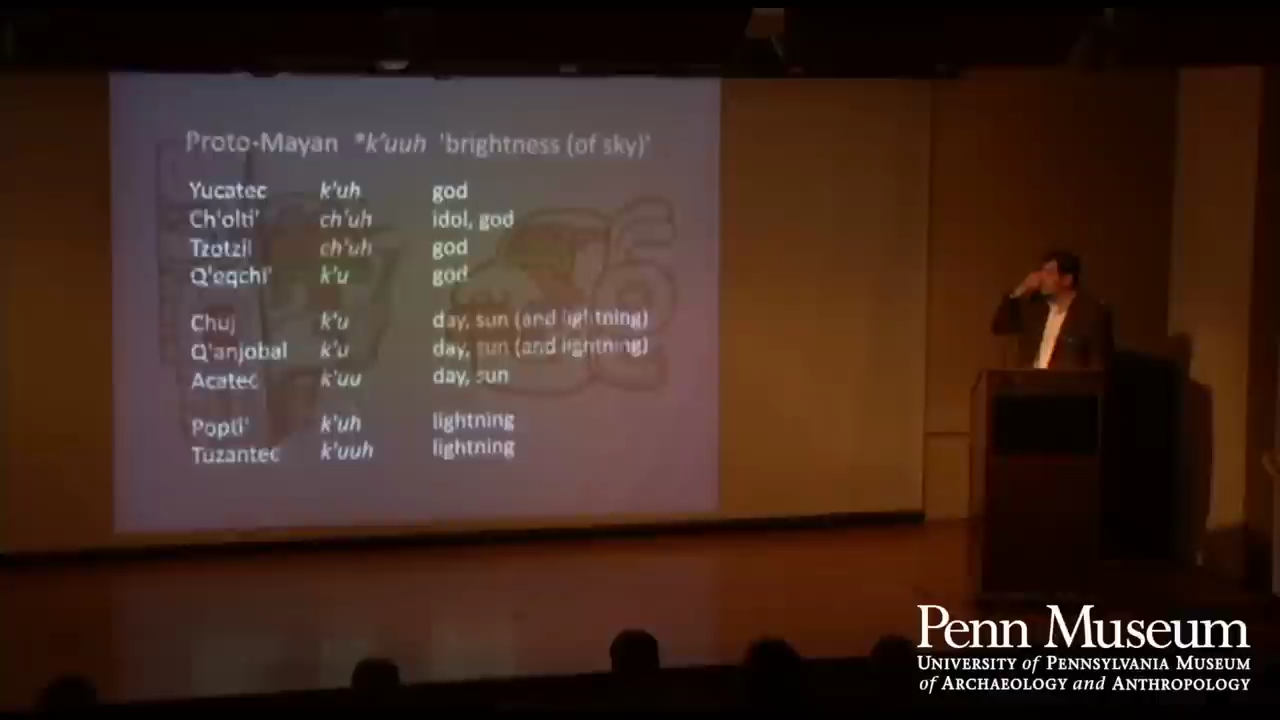 Proto-Mayan *k'uuh 'brightness (of sky)'
Yucatec k'uh god
Ch'olti' ch'uh idol, god
Tzotzil ch'uh god
Q'eqchi' k'u god
Chuj k'u day, sun (and lightning)
Q'anjobal k'u day, sun (and lightning)
Acatec k'uu day, sun
Popti' k'uh lightning
Tuzantec k'uuh lightning
Penn Museum
UNIVERSITY of PENNSYLVANIA MUSEUM
of ARCHAEOLOGY and ANTHROPOLOGY